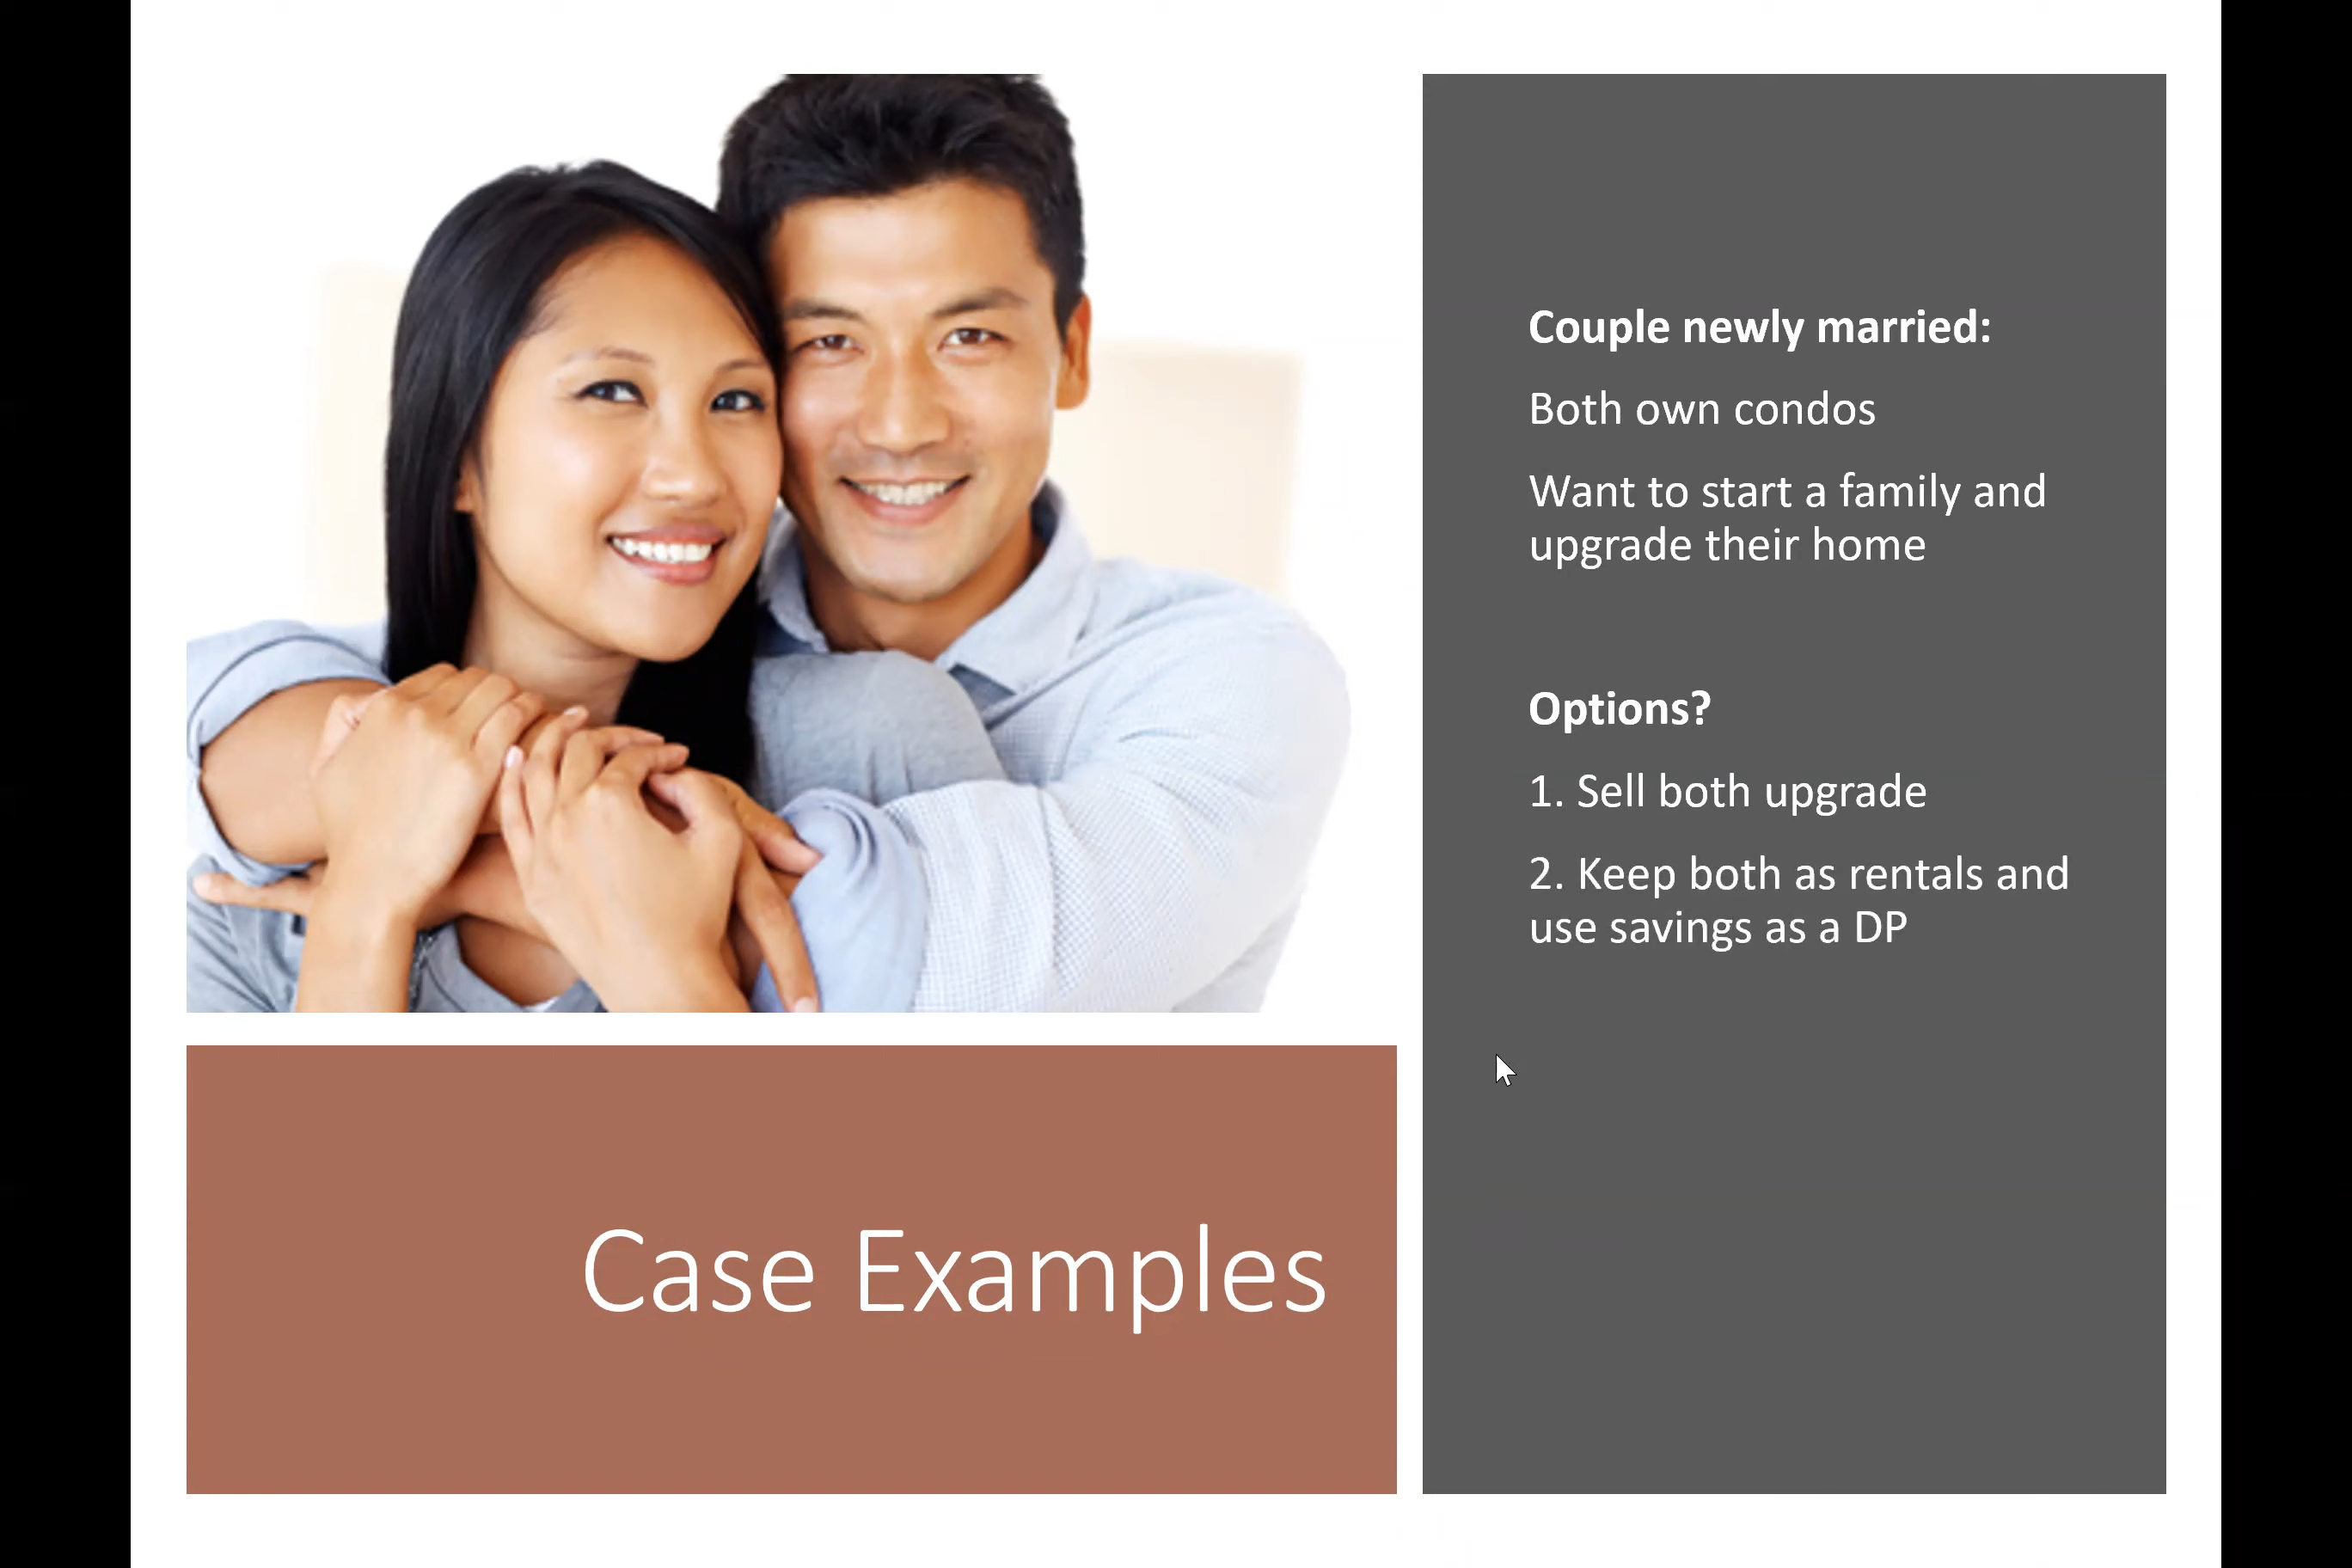 Couple newly married:
Both own condos
Want to start a family and
upgrade their home
Options?
1. Sell both upgrade
2. Keep both as rentals and
use savings as a DP
Case Examples